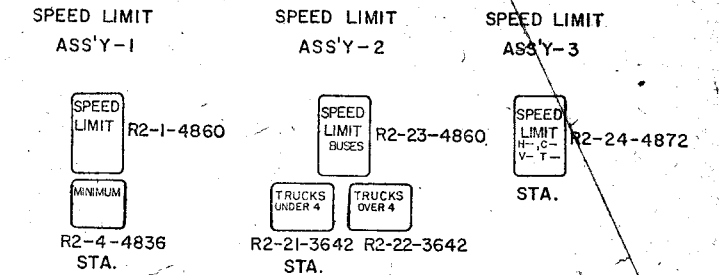 SPEED LIMIT
ASS'Y-1
SPEED
LIMIT
R2-1-4860
MINIMUM
R2-4-4836
STA.
SPEED LIMIT
ASS'Y-2
SPEED
LIMIT
BUSES
R2-23-4860
TRUCKS
UNDER 4
TRUCKS
OVER 4
R2-21-3642 R2-22-3642
STA.
SPEED LIMIT
ASS'Y-3
SPEED
LIMIT
H-,C-
V-T-
R2-24-4872
STA.